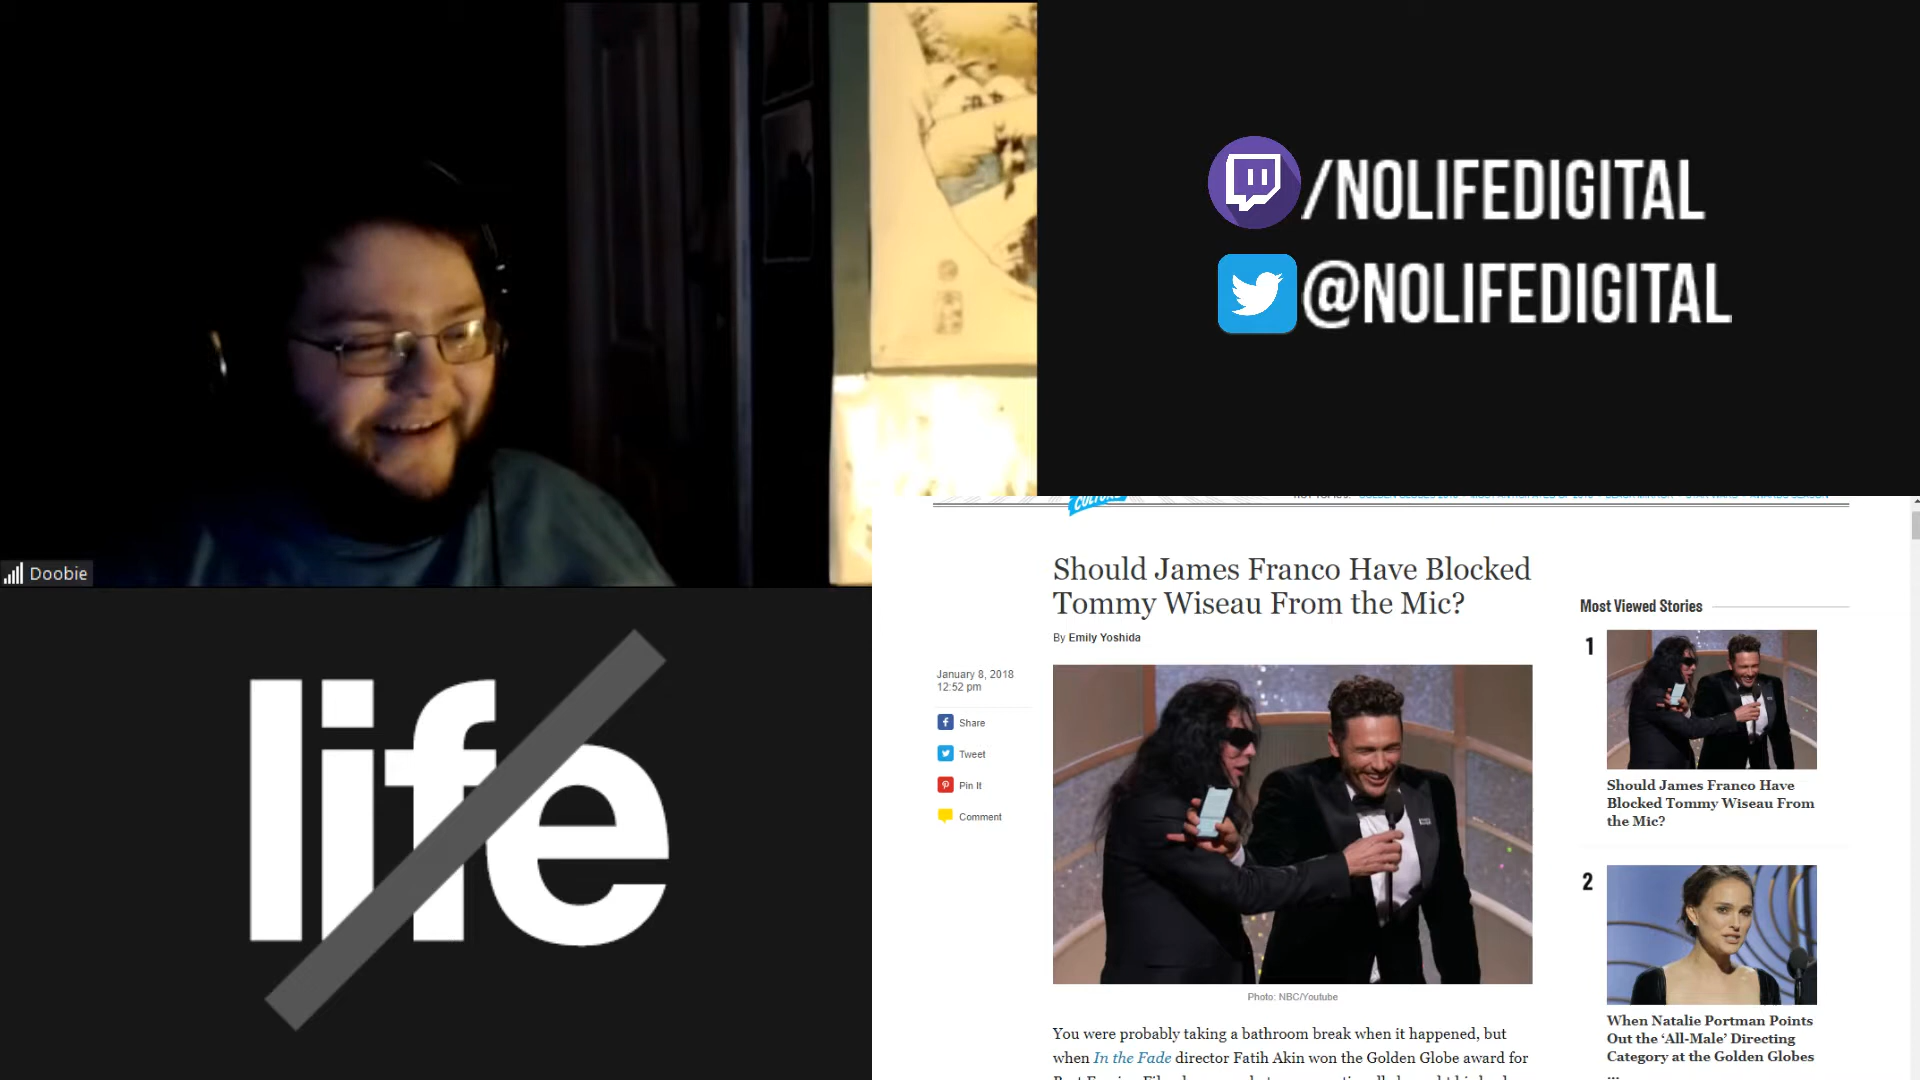 /NOLIFEDIGITAL
@NOLIFEDIGITAL
Doobie
life
Should James Franco Have Blocked
Tommy Wiseau From the Mic?
By Emily Yoshida
January 8, 2018
12:52 pm
Share
Tweet
Pin It
Comment
Photo: NBC/Youtube
You were probably taking a bathroom break when it happened, but
when In the Fade director Fatih Akin won the Golden Globe award for
Most Viewed Stories
1
Should James Franco Have
Blocked Tommy Wiseau From
the Mic?
2
When Natalie Portman Points
Out the ‘All-Male’ Directing
Category at the Golden Globes
...